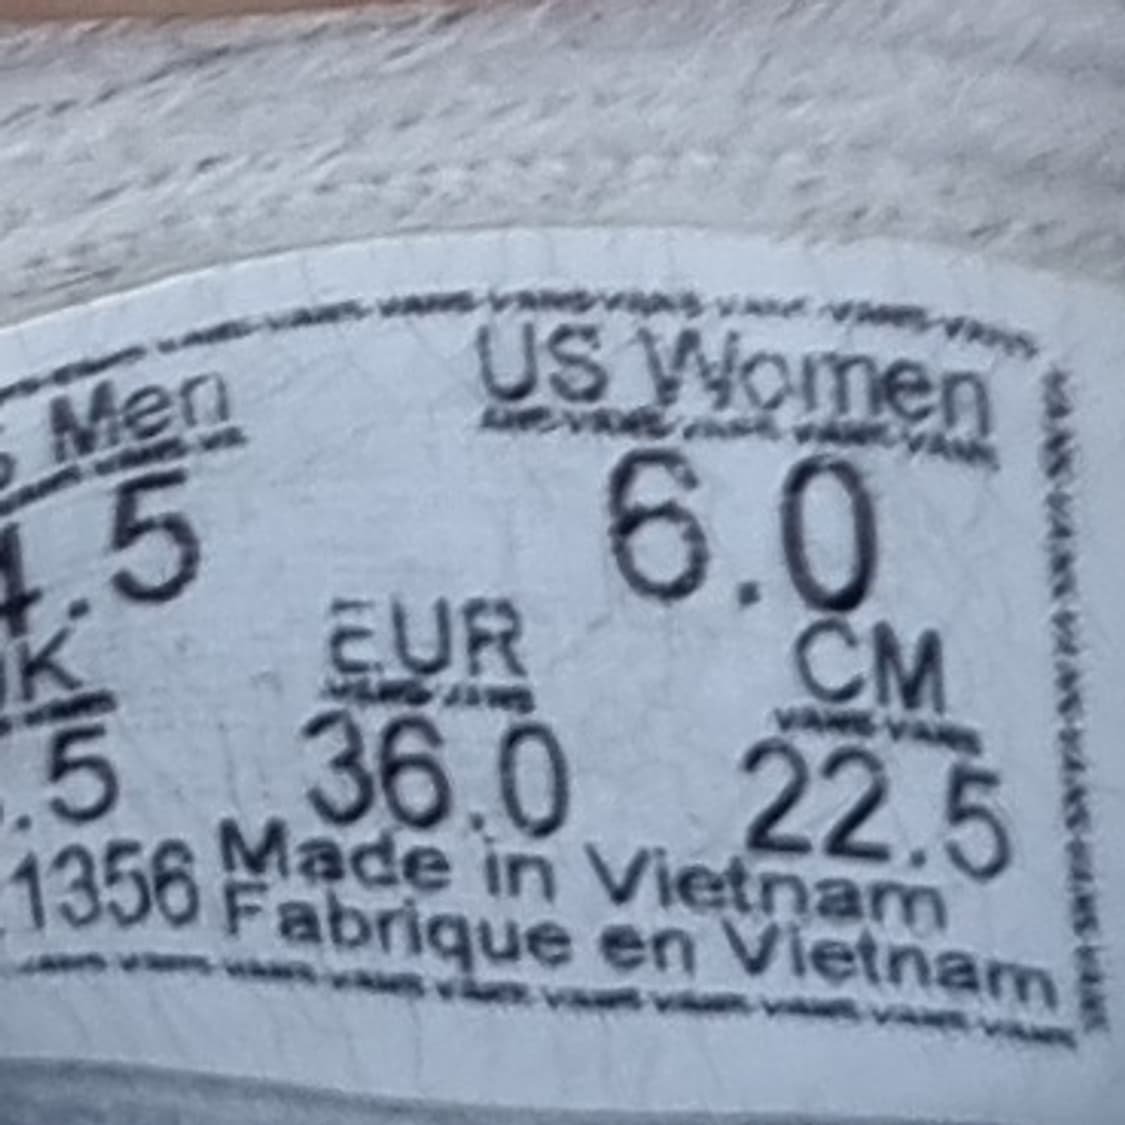 Men US Women
.5 6.0
K EUR CM
.5 36.0 22.5
1356 Made in Vietnam
Fabrique en Vietnam